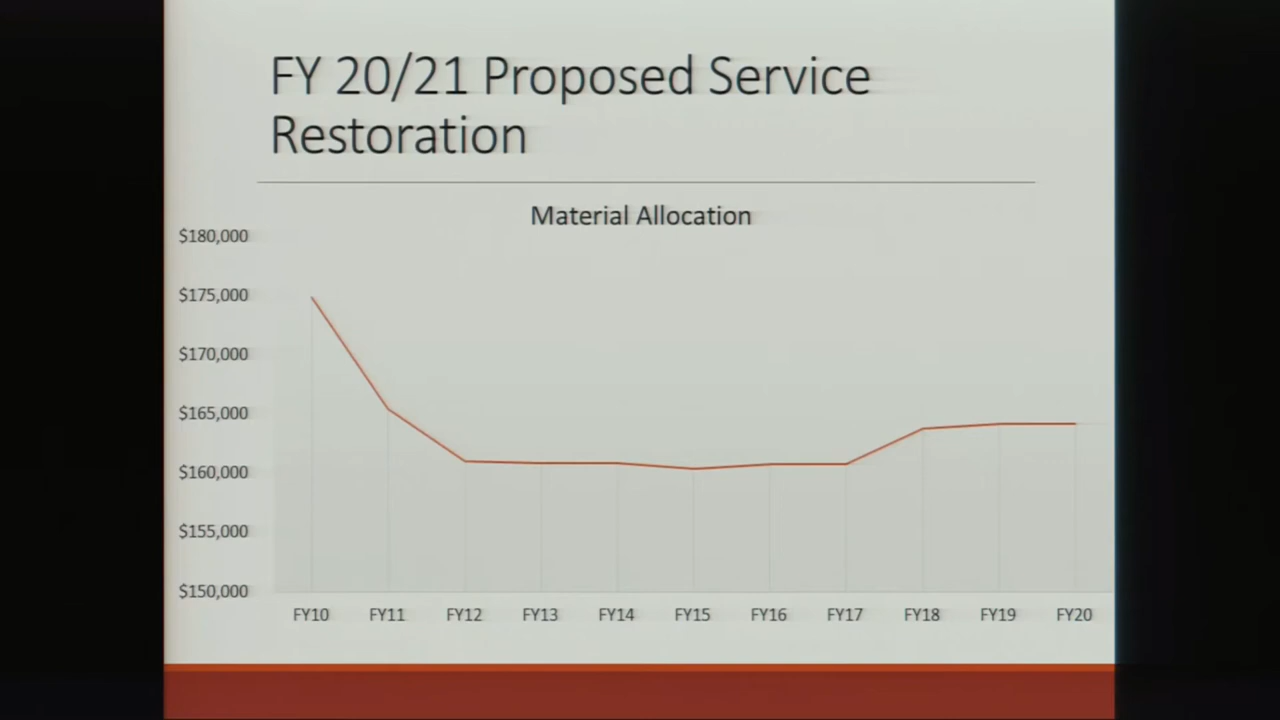 FY 20/21 Proposed Service
Restoration
Material Allocation
$180,000
$175,000
$170,000
$165,000
$160,000
$155,000
$150,000
FY10 FY11 FY12 FY13 FY14 FY15 FY16 FY17 FY18 FY19 FY20